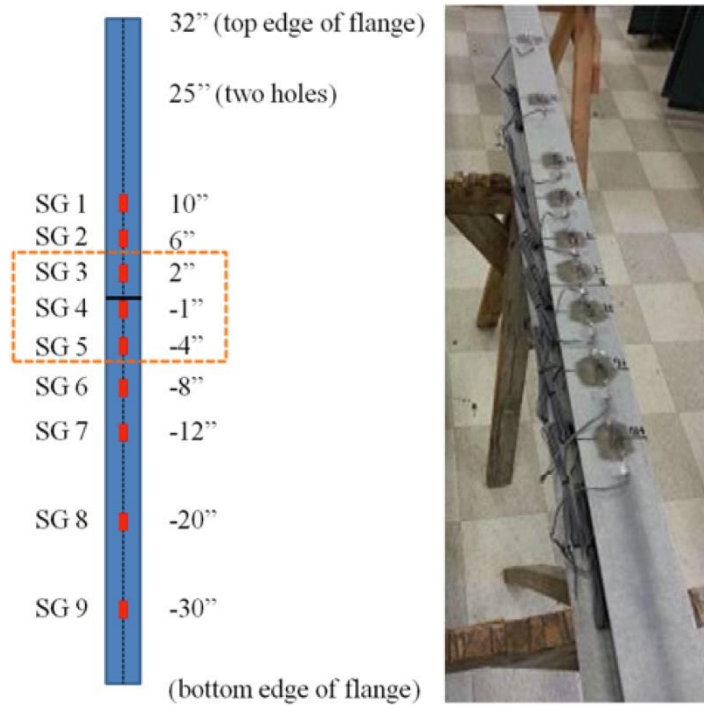 32” (top edge of flange)
25” (two holes)
SG 1 10”
SG 2 6”
SG 3 2”
SG 4 -1”
SG 5 -4”
SG 6 -8”
SG 7 -12”
SG 8 -20”
SG 9 -30”
(bottom edge of flange)